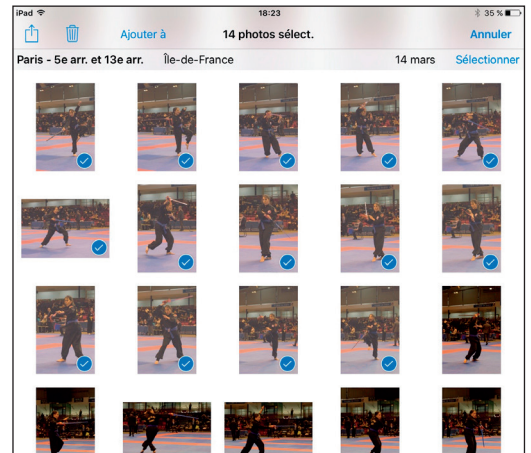 iPad 18:23 35 %
Ajouter à 14 photos sélect. Annuler
Paris - 5e arr. et 13e arr. Île-de-France 14 mars Sélectionner